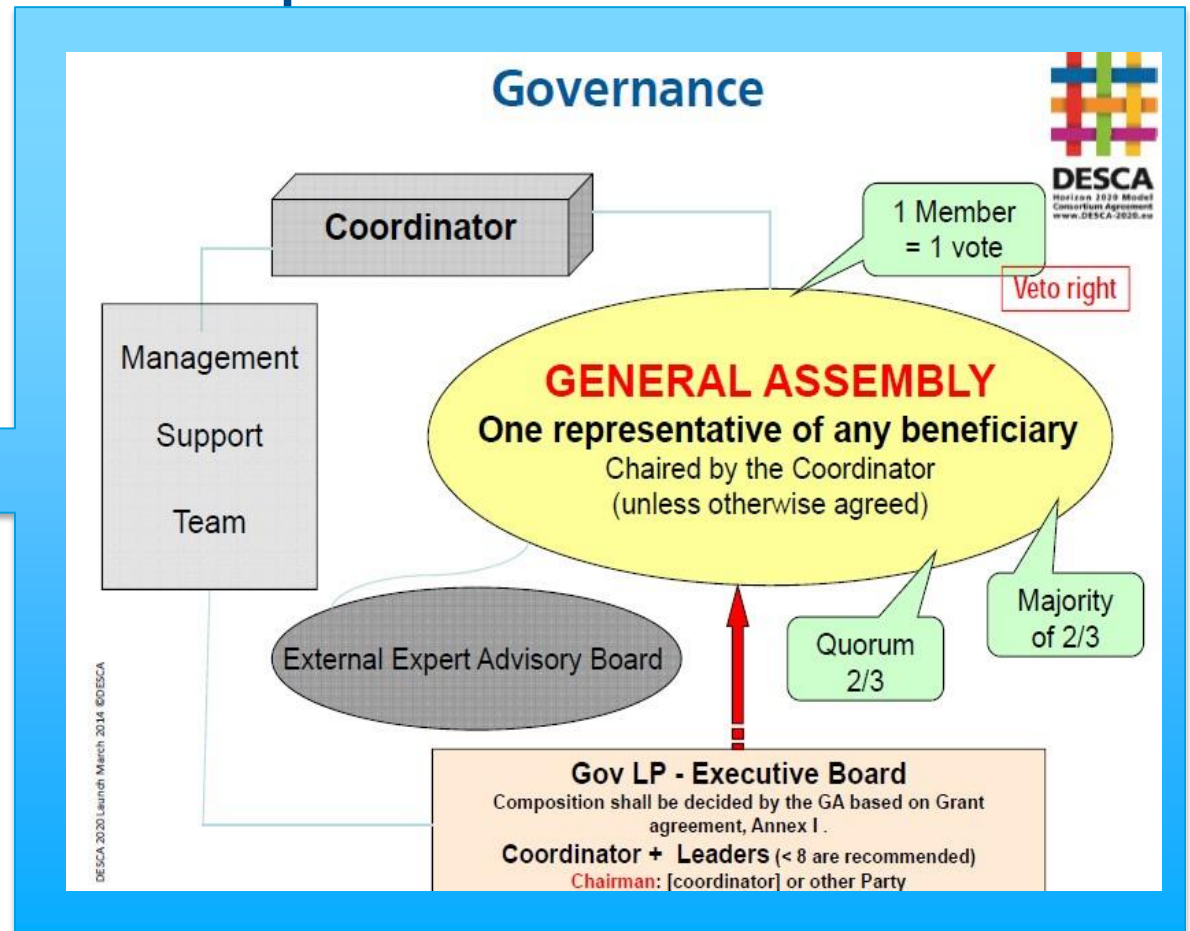 Governance
DESCA
Horizon 2020 Model
Consortium Agreement
www.DESCA-2020.eu
Coordinator
1 Member
= 1 vote
Veto right
Management
Support
Team
GENERAL ASSEMBLY
One representative of any beneficiary
Chaired by the Coordinator
(unless otherwise agreed)
Majority
of 2/3
Quorum
2/3
External Expert Advisory Board
DESCA 2020 Launch March 2014 ©DESCA
Gov LP - Executive Board
Composition shall be decided by the GA based on Grant
agreement, Annex I .
Coordinator + Leaders (< 8 are recommended)
Chairman: [coordinator] or other Party